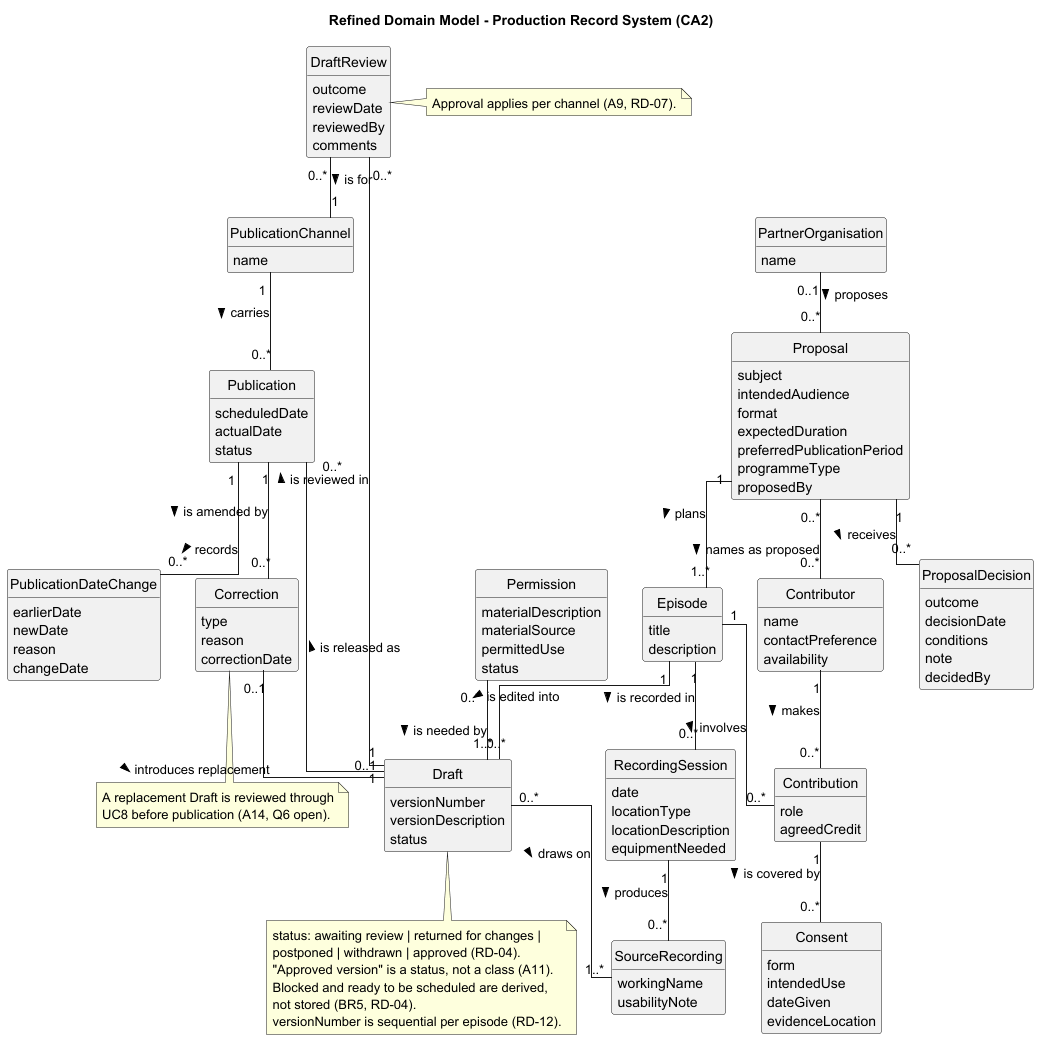 Refined Domain Model - Production Record System (CA2)
DraftReview
outcome
reviewDate
reviewedBy
comments
Approval applies per channel (A9, RD-07).
0..*
is for
0..*
1
PublicationChannel
name
PartnerOrganisation
name
1
carries
0..*
0..1
proposes
0..*
Publication
scheduledDate
actualDate
status
Proposal
subject
intendedAudience
format
expectedDuration
preferredPublicationPeriod
programmeType
proposedBy
1
1
0..*
is reviewed in
is amended by
records
0..*
0..*
1
plans
names as proposed
1..*
0..*
0..*
1
receives
0..*
PublicationDateChange
earlierDate
newDate
reason
changeDate
Correction
type
reason
correctionDate
Permission
materialDescription
materialSource
permittedUse
status
Episode
title
description
Contributor
name
contactPreference
availability
ProposalDecision
outcome
decisionDate
conditions
note
decidedBy
is released as
0..1
0..*
is edited into
1
is recorded in
1
1
1
makes
is needed by
1..*
0..*
0..*
involves
0..*
0..*
introduces replacement
1
0..1
1
A replacement Draft is reviewed through
UC8 before publication (A14, Q6 open).
Draft
versionNumber
versionDescription
status
RecordingSession
date
locationType
locationDescription
equipmentNeeded
Contribution
role
agreedCredit
0..*
draws on
1
produces
0..*
1
is covered by
0..*
status: awaiting review | returned for changes |
postponed | withdrawn | approved (RD-04).
"Approved version" is a status, not a class (A11).
Blocked and ready to be scheduled are derived,
not stored (BR5, RD-04).
versionNumber is sequential per episode (RD-12).
1..*
SourceRecording
workingName
usabilityNote
Consent
form
intendedUse
dateGiven
evidenceLocation